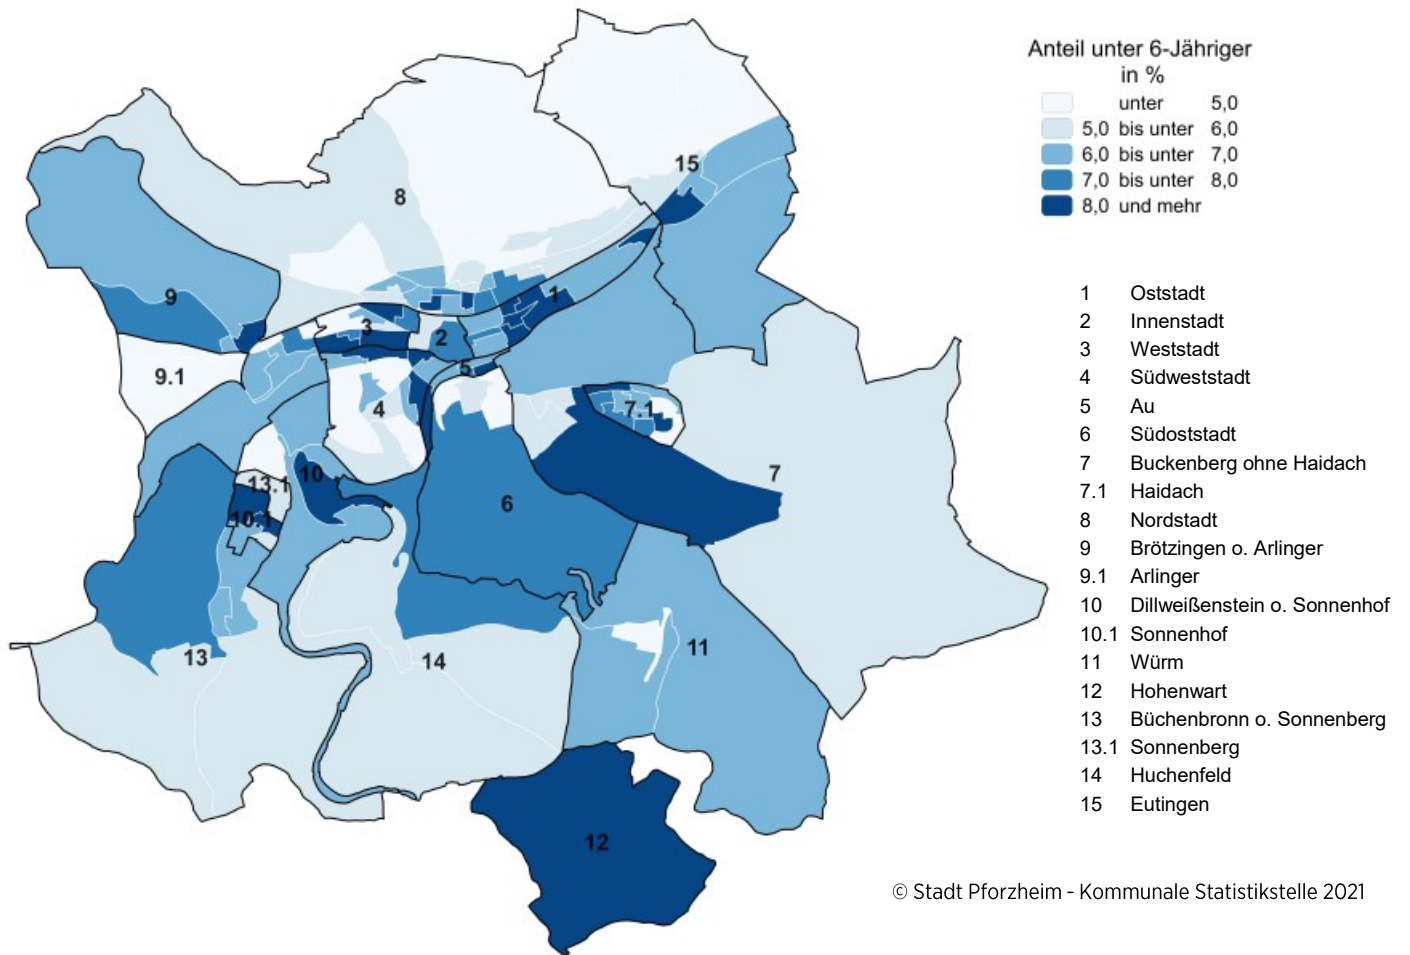 Anteil unter 6-Jähriger
in %
unter 5,0
5,0 bis unter 6,0
6,0 bis unter 7,0
7,0 bis unter 8,0
8,0 und mehr
15
8
9
1
3
2
9.1
5
4
7.1
10
7
13.1
6
10.1
11
13
14
12
1 Oststadt
2 Innenstadt
3 Weststadt
4 Südweststadt
5 Au
6 Südoststadt
7 Buckenberg ohne Haidach
7.1 Haidach
8 Nordstadt
9 Brötzingen o. Arlinger
9.1 Arlinger
10 Dillweißenstein o. Sonnenhof
10.1 Sonnenhof
11 Würm
12 Hohenwart
13 Büchenbronn o. Sonnenberg
13.1 Sonnenberg
14 Huchenfeld
15 Eutingen
© Stadt Pforzheim - Kommunale Statistikstelle 2021